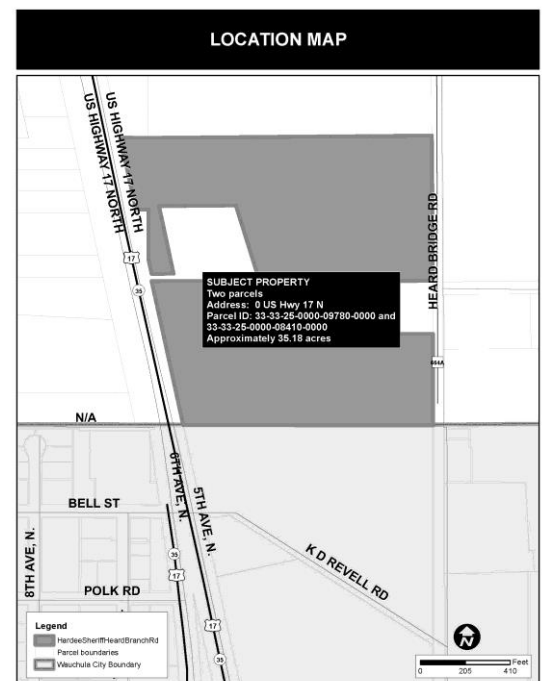 LOCATION MAP
US HIGHWAY 17 NORTH
US HIGHWAY 17 NORTH
17
35
HEARD BRIDGE RD
SUBJECT PROPERTY
Two parcels
Address: 0 US Hwy 17 N
Parcel ID: 33-33-25-0000-09780-0000 and
33-33-25-0000-08410-0000
Approximately 35.18 acres
664A
N/A
6TH AVE, N.
5TH AVE, N.
BELL ST
8TH AVE, N.
K D REVELL RD
35
17
POLK RD
17
35
Legend
HardeeSheriffHeardBranchRd
Parcel boundaries
Wauchula City Boundary
N
Feet
0 205 410